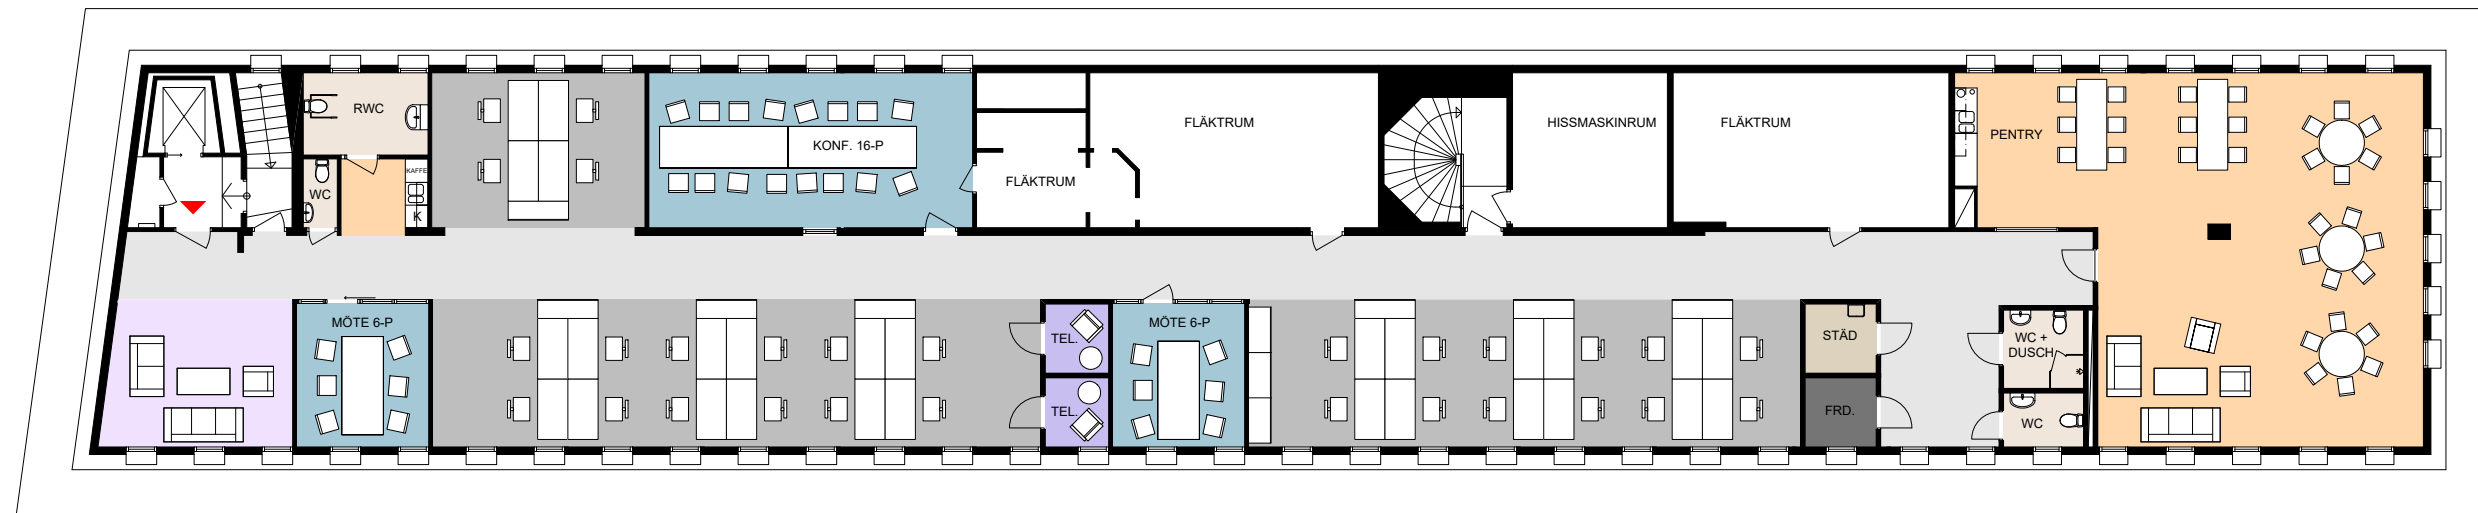 RWC
WC
KAFFE
K
KONF. 16-P
FLÄKTRUM
FLÄKTRUM
HISSMASKINRUM
FLÄKTRUM
PENTRY
MÖTE 6-P
TEL.
TEL.
MÖTE 6-P
STÄD
FRD.
WC +
DUSCH
WC